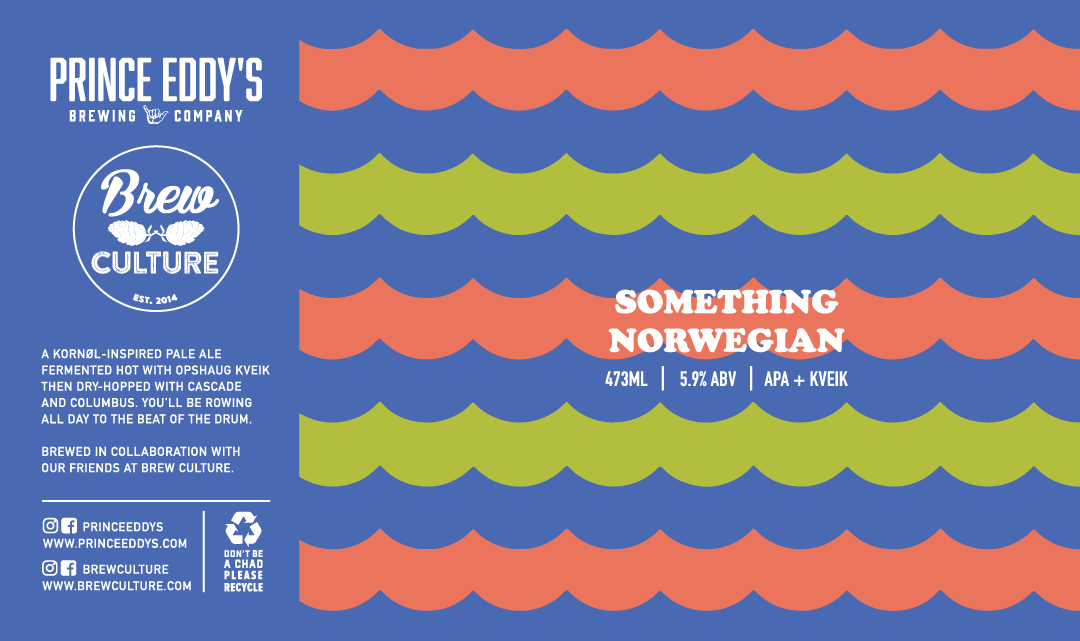 PRINCE EDDY'S
BREWING COMPANY
Brew
CULTURE
EST. 2014
A KORNØL-INSPIRED PALE ALE
FERMENTED HOT WITH OPSHAUG KVEIK
THEN DRY-HOPPED WITH CASCADE
AND COLUMBUS. YOU'LL BE ROWING
ALL DAY TO THE BEAT OF THE DRUM.
BREWED IN COLLABORATION WITH
OUR FRIENDS AT BREW CULTURE.
PRINCEEDDYS
WWW.PRINCEEDDYS.COM
BREWCULTURE
WWW.BREWCULTURE.COM
DON'T BE
A CHAD
PLEASE
RECYCLE
SOMETHING
NORWEGIAN
473ML | 5.9% ABV | APA + KVEIK